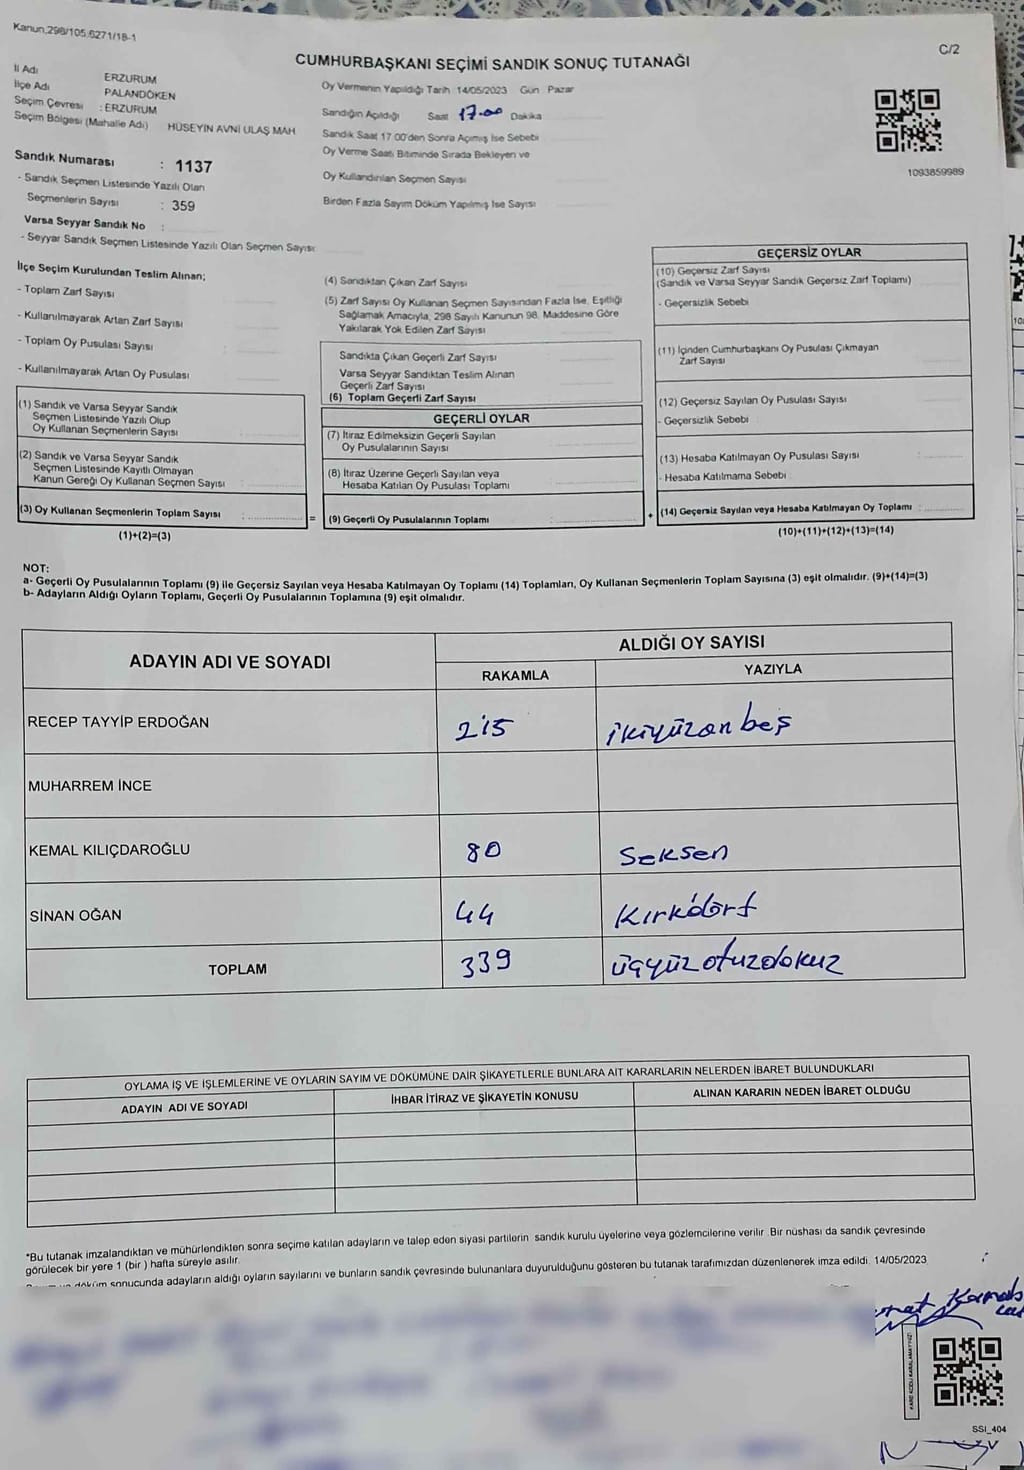 Kanun,298/105.6271/18-1
C/2
CUMHURBAŞKANI SEÇİMİ SANDIK SONUÇ TUTANAĞI
İl Adı ERZURUM
İlçe Adı PALANDÖKEN
Seçim Çevresi : ERZURUM
Seçim Bölgesi (Mahalle Adı) HÜSEYİN AVNİ ULAŞ MAH
Sandık Numarası : 1137
- Sandık Seçmen Listesinde Yazılı Olan
Seçmenlerin Sayısı : 359
Varsa Seyyar Sandık No :
- Seyyar Sandık Seçmen Listesinde Yazılı Olan Seçmen Sayısı:
Oy Vermenin Yapıldığı Tarih 14/05/2023 Gün Pazar
Sandığın Açıldığı Saat 17.00 Dakika
Sandık Saat 17.00'den Sonra Açımış İse Sebebi
Oy Verme Saati Bitiminde Sırada Bekleyen ve
Oy Kullandırılan Seçmen Sayısı
Birden Fazla Sayım Döküm Yapılmış İse Sayısı
1093859989
İlçe Seçim Kurulundan Teslim Alınan;
- Toplam Zarf Sayısı
- Kullanılmayarak Artan Zarf Sayısı
- Toplam Oy Pusulası Sayısı
- Kullanılmayarak Artan Oy Pusulası
(1) Sandık ve Varsa Seyyar Sandık
Seçmen Listesinde Yazılı Olup
Oy Kullanan Seçmenlerin Sayısı
(2) Sandık ve Varsa Seyyar Sandık
Seçmen Listesinde Kayıtlı Olmayan
Kanun Gereği Oy Kullanan Seçmen Sayısı
(3) Oy Kullanan Seçmenlerin Toplam Sayısı :
(1)+(2)=(3)
(4) Sandıktan Çıkan Zarf Sayısı
(5) Zarf Sayısı Oy Kullanan Seçmen Sayısından Fazla İse, Eşitliği
Sağlamak Amacıyla, 298 Sayılı Kanunun 98. Maddesine Göre
Yakılarak Yok Edilen Zarf Sayısı
Sandıkta Çıkan Geçerli Zarf Sayısı
Varsa Seyyar Sandıktan Teslim Alınan
Geçerli Zarf Sayısı
(6) Toplam Geçerli Zarf Sayısı
GEÇERLİ OYLAR
(7) İtiraz Edilmeksizin Geçerli Sayılan
Oy Pusulalarının Sayısı
(8) İtiraz Üzerine Geçerli Sayılan veya
Hesaba Katılan Oy Pusulası Toplamı
= (9) Geçerli Oy Pusulalarının Toplamı
GEÇERSİZ OYLAR
(10) Geçersiz Zarf Sayısı
(Sandık ve Varsa Seyyar Sandık Geçersiz Zarf Toplamı)
- Geçersizlik Sebebi
(11) İçinden Cumhurbaşkanı Oy Pusulası Çıkmayan
Zarf Sayısı
(12) Geçersiz Sayılan Oy Pusulası Sayısı
- Geçersizlik Sebebi
(13) Hesaba Katılmayan Oy Pusulası Sayısı
- Hesaba Katılmama Sebebi
+ (14) Geçersiz Sayılan veya Hesaba Katılmayan Oy Toplamı :
(10)+(11)+(12)+(13)=(14)
NOT:
a- Geçerli Oy Pusulalarının Toplamı (9) ile Geçersiz Sayılan veya Hesaba Katılmayan Oy Toplamı (14) Toplamları, Oy Kullanan Seçmenlerin Toplam Sayısına (3) eşit olmalıdır. (9)+(14)=(3)
b- Adayların Aldığı Oyların Toplamı, Geçerli Oy Pusulalarının Toplamına (9) eşit olmalıdır.
ADAYIN ADI VE SOYADI ALDIĞI OY SAYISI
RAKAMLA YAZIYLA
RECEP TAYYİP ERDOĞAN 215 ikiyüzonbeş
MUHARREM İNCE
KEMAL KILIÇDAROĞLU 80 Seksen
SİNAN OĞAN 44 Kırkdört
TOPLAM 339 üçyüzotuzdokuz
OYLAMA İŞ VE İŞLEMLERİNE VE OYLARIN SAYIM VE DÖKÜMÜNE DAİR ŞİKAYETLERLE BUNLARA AİT KARARLARIN NELERDEN İBARET BULUNDUKLARI
ADAYIN ADI VE SOYADI İHBAR İTİRAZ VE ŞİKAYETİN KONUSU ALINAN KARARIN NEDEN İBARET OLDUĞU
*Bu tutanak imzalandıktan ve mühürlendikten sonra seçime katılan adayların ve talep eden siyasi partilerin sandık kurulu üyelerine veya gözlemcilerine verilir. Bir nüshası da sandık çevresinde
görülecek bir yere 1 (bir ) hafta süreyle asılır.
döküm sonucunda adayların aldığı oyların sayılarını ve bunların sandık çevresinde bulunanlara duyurulduğunu gösteren bu tutanak tarafımızdan düzenlenerek imza edildi. 14/05/2023
KARE KODU KARALAMAYINIZ!
SSI_404